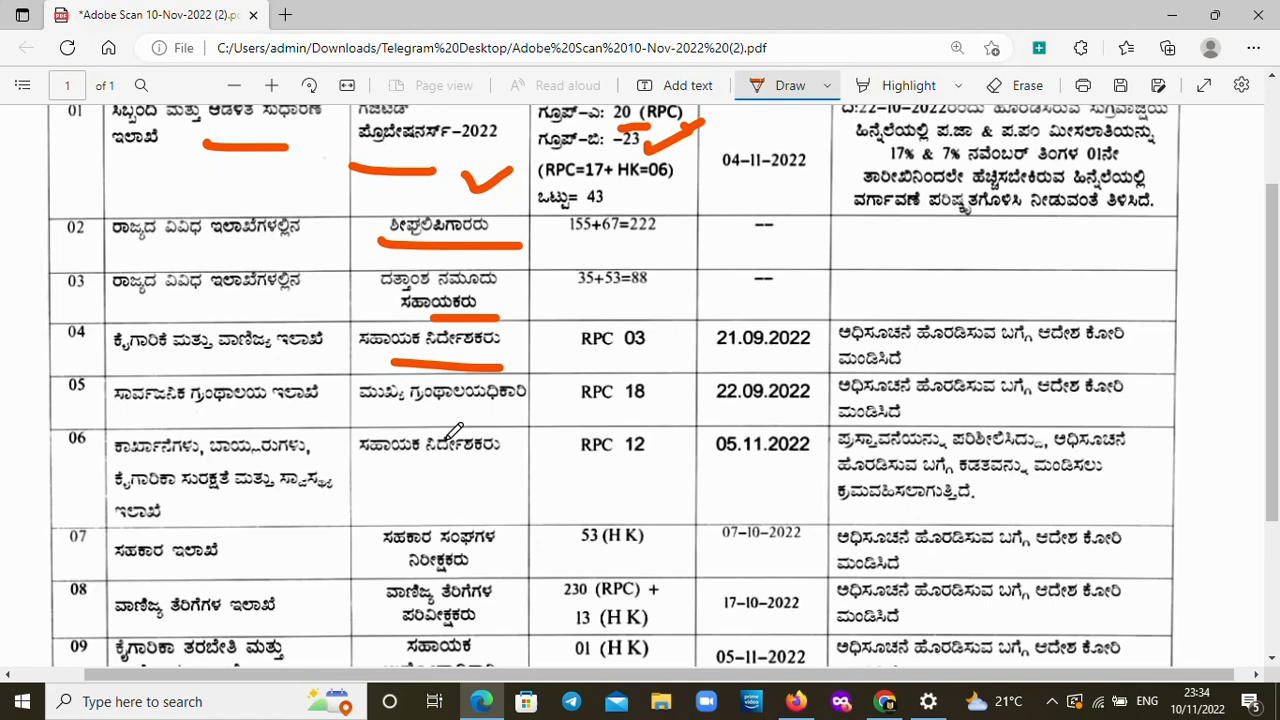 *Adobe Scan 10-Nov-2022 (2).pdf
File C:/Users/admin/Downloads/Telegram%20Desktop/Adobe%20Scan%2010-Nov-2022%20(2).pdf
1 of 1 Page view Read aloud Add text Draw Highlight Erase
01 ಸಿಬ್ಬಂದಿ ಮತ್ತು ಆಡಳಿತ ಸುಧಾರಣೆ
ಇಲಾಖೆ
ಗೆಜಿಟೆಡ್
ಪ್ರೊಬೇಷನರ್ಸ್-2022
ಗ್ರೂಪ್-ಎ: 20 (RPC)
ಗ್ರೂಪ್-ಬಿ: -23
(RPC=17+ HK=06)
ಒಟ್ಟು= 43
04-11-2022
ದಿ:22-10-2022ರಂದು ಹೊರಡಿಸಿರುವ ಸುಗ್ರೀವಾಜ್ಞೆಯ
ಹಿನ್ನೆಲೆಯಲ್ಲಿ ಪ.ಜಾ & ಪ.ಪಂ ಮೀಸಲಾತಿಯನ್ನು
17% & 7% ನವೆಂಬರ್ ತಿಂಗಳ 01ನೇ
ತಾರೀಖಿನಿಂದಲೇ ಹೆಚ್ಚಿಸಬೇಕಿರುವ ಹಿನ್ನೆಲೆಯಲ್ಲಿ
ವರ್ಗಾವಣೆ ಪರಿಷ್ಕೃತಗೊಳಿಸಿ ನೀಡುವಂತೆ ತಿಳಿಸಿದೆ.
02 ರಾಜ್ಯದ ವಿವಿಧ ಇಲಾಖೆಗಳಲ್ಲಿನ ಶೀಘ್ರಲಿಪಿಗಾರರು 155+67=222 --
03 ರಾಜ್ಯದ ವಿವಿಧ ಇಲಾಖೆಗಳಲ್ಲಿನ ದತ್ತಾಂಶ ನಮೂದು 35+53=88 --
ಸಹಾಯಕರು
04 ಕೈಗಾರಿಕೆ ಮತ್ತು ವಾಣಿಜ್ಯ ಇಲಾಖೆ ಸಹಾಯಕ ನಿರ್ದೇಶಕರು RPC 03 21.09.2022 ಅಧಿಸೂಚನೆ ಹೊರಡಿಸುವ ಬಗ್ಗೆ ಆದೇಶ ಕೋರಿ
ಮಂಡಿಸಿದೆ
05 ಸಾರ್ವಜನಿಕ ಗ್ರಂಥಾಲಯ ಇಲಾಖೆ ಮುಖ್ಯ ಗ್ರಂಥಾಲಯಧಿಕಾರಿ RPC 18 22.09.2022 ಅಧಿಸೂಚನೆ ಹೊರಡಿಸುವ ಬಗ್ಗೆ ಆದೇಶ ಕೋರಿ
ಮಂಡಿಸಿದೆ
06 ಕಾರ್ಖಾನೆಗಳು, ಬಾಯ್ಲರುಗಳು, ಸಹಾಯಕ ನಿರ್ದೇಶಕರು RPC 12 05.11.2022 ಪ್ರಸ್ತಾವನೆಯನ್ನು ಪರಿಶೀಲಿಸಿದ್ದು, ಅಧಿಸೂಚನೆ
ಕೈಗಾರಿಕಾ ಸುರಕ್ಷತೆ ಮತ್ತು ಸ್ವಾಸ್ಥ್ಯ ಹೊರಡಿಸುವ ಬಗ್ಗೆ ಕಡತವನ್ನು ಮಂಡಿಸಲು
ಇಲಾಖೆ ಕ್ರಮವಹಿಸಲಾಗುತ್ತಿದೆ.
07 ಸಹಕಾರ ಇಲಾಖೆ ಸಹಕಾರ ಸಂಘಗಳ 53 (H K) 07-10-2022 ಅಧಿಸೂಚನೆ ಹೊರಡಿಸುವ ಬಗ್ಗೆ ಆದೇಶ ಕೋರಿ
ನಿರೀಕ್ಷಕರು ಮಂಡಿಸಿದೆ
08 ವಾಣಿಜ್ಯ ತೆರಿಗೆಗಳ ಇಲಾಖೆ ವಾಣಿಜ್ಯ ತೆರಿಗೆಗಳ 230 (RPC) + 17-10-2022 ಅಧಿಸೂಚನೆ ಹೊರಡಿಸುವ ಬಗ್ಗೆ ಆದೇಶ ಕೋರಿ
ಪರಿವೀಕ್ಷಕರು 13 (H K) ಮಂಡಿಸಿದೆ
09 ಕೈಗಾರಿಕಾ ತರಬೇತಿ ಮತ್ತು ಸಹಾಯಕ 01 (H K) 05-11-2022 ಅಧಿಸೂಚನೆ ಹೊರಡಿಸುವ ಬಗ್ಗೆ ಆದೇಶ ಕೋರಿ
Type here to search 21°C ENG 23:34
10/11/2022 5